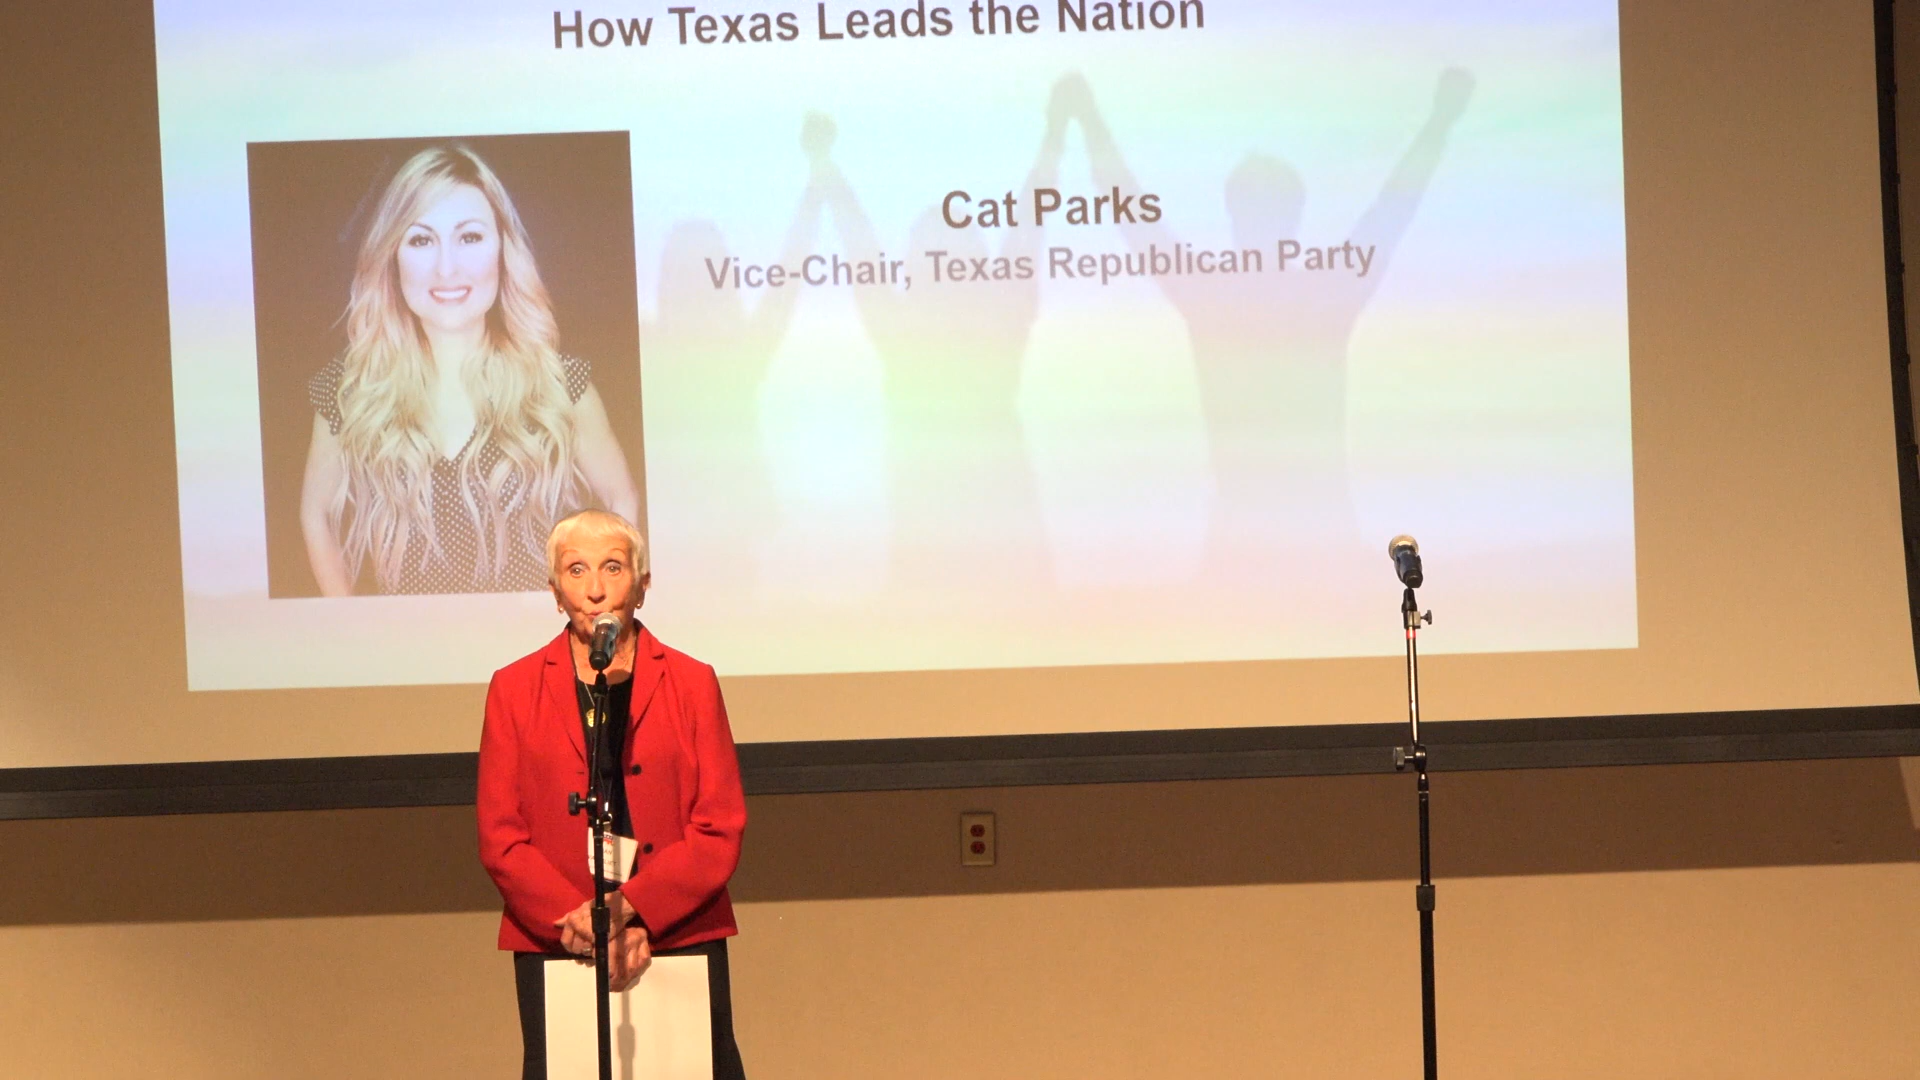 How Texas Leads the Nation
Cat Parks
Vice-Chair, Texas Republican Party